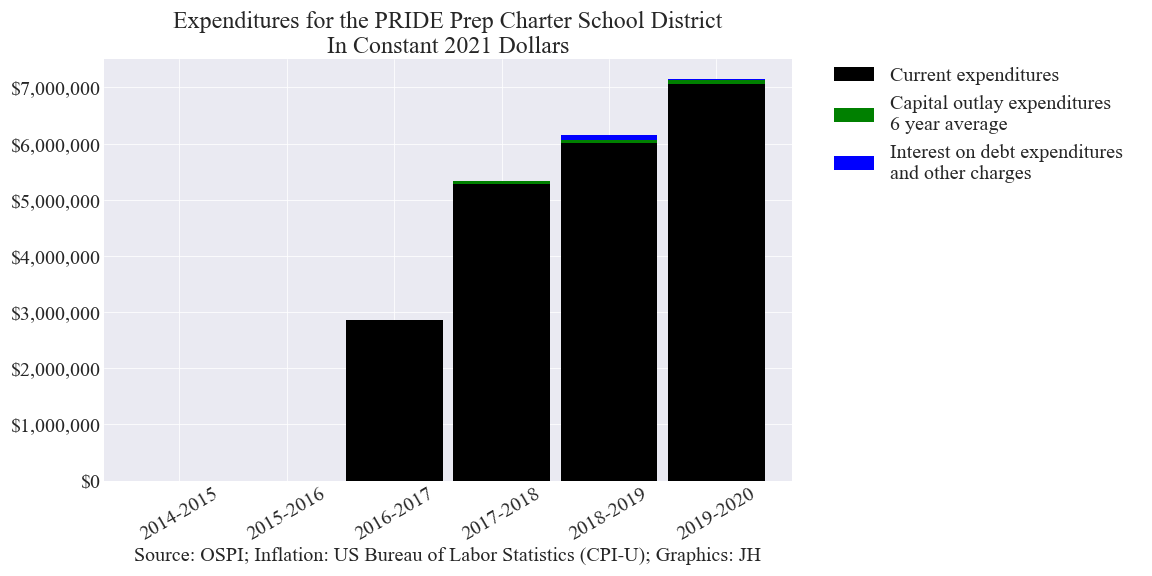 Expenditures for the PRIDE Prep Charter School District
In Constant 2021 Dollars
$7,000,000
$6,000,000
$5,000,000
$4,000,000
$3,000,000
$2,000,000
$1,000,000
$0
2014-2015
2015-2016
2016-2017
2017-2018
2018-2019
2019-2020
Source: OSPI; Inflation: US Bureau of Labor Statistics (CPI-U); Graphics: JH
Current expenditures
Capital outlay expenditures
6 year average
Interest on debt expenditures
and other charges